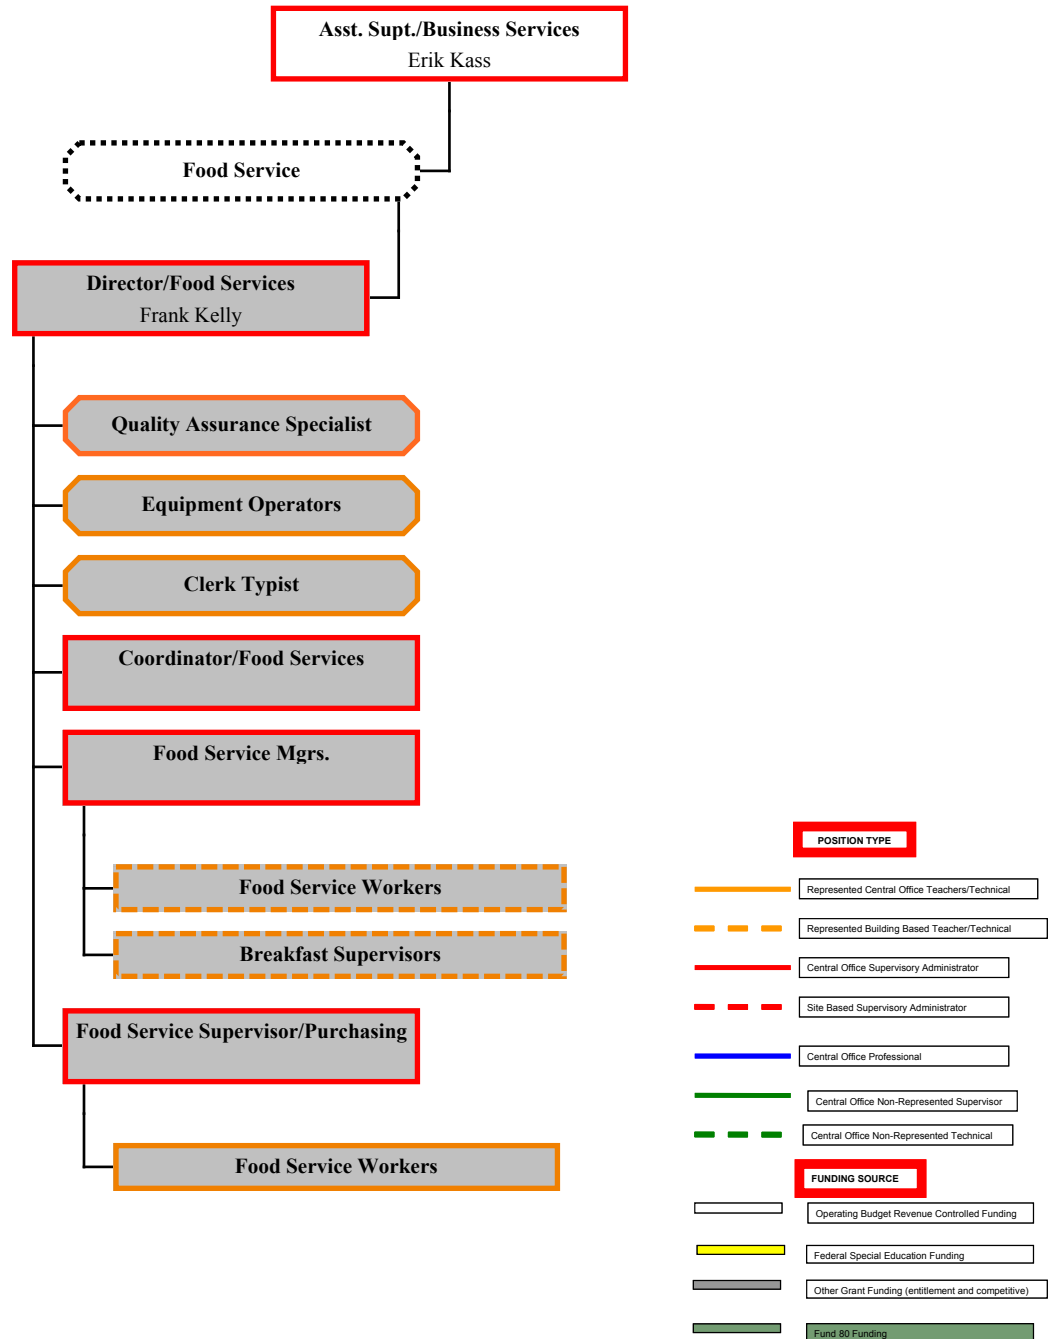 Asst. Supt./Business Services
Erik Kass
Food Service
Director/Food Services
Frank Kelly
Quality Assurance Specialist
Equipment Operators
Clerk Typist
Coordinator/Food Services
Food Service Mgrs.
Food Service Workers
Breakfast Supervisors
Food Service Supervisor/Purchasing
Food Service Workers
POSITION TYPE
Represented Central Office Teachers/Technical
Represented Building Based Teacher/Technical
Central Office Supervisory Administrator
Site Based Supervisory Administrator
Central Office Professional
Central Office Non-Represented Supervisor
Central Office Non-Represented Technical
FUNDING SOURCE
Operating Budget Revenue Controlled Funding
Federal Special Education Funding
Other Grant Funding (entitlement and competitive)
Fund 80 Funding